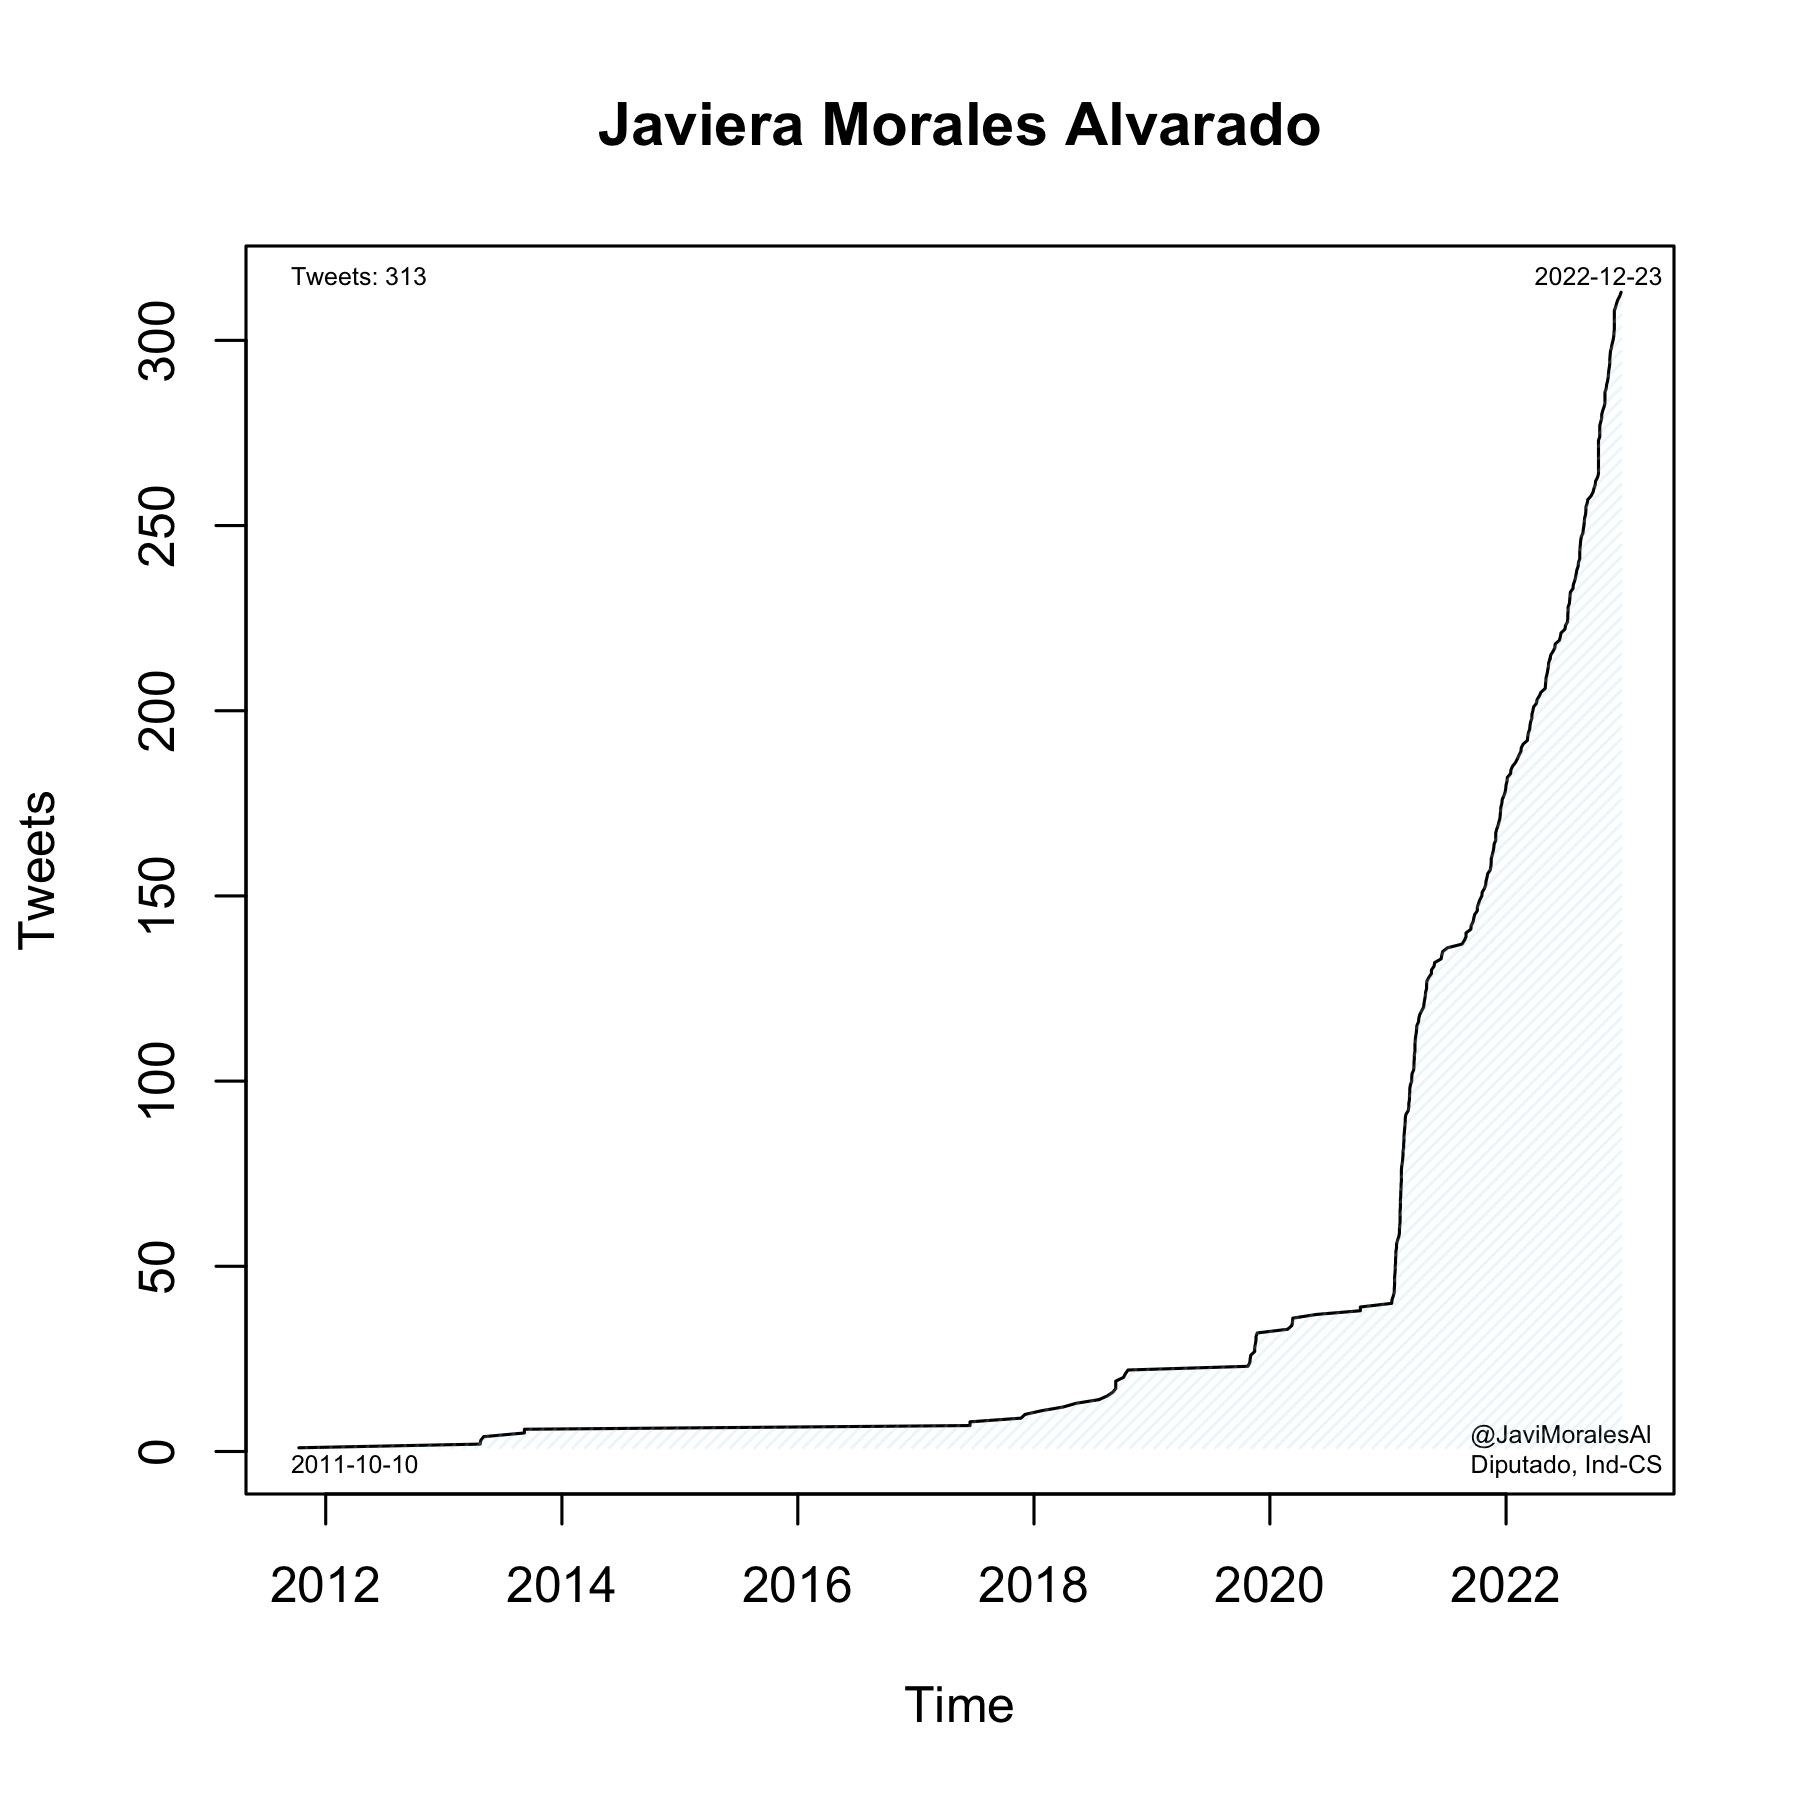 Javiera Morales Alvarado
Tweets: 313
2022-12-23
300
250
200
150
100
50
0
Tweets
@JaviMoralesAl
2011-10-10
Diputado, Ind-CS
2012
2014
2016
2018
2020
2022
Time